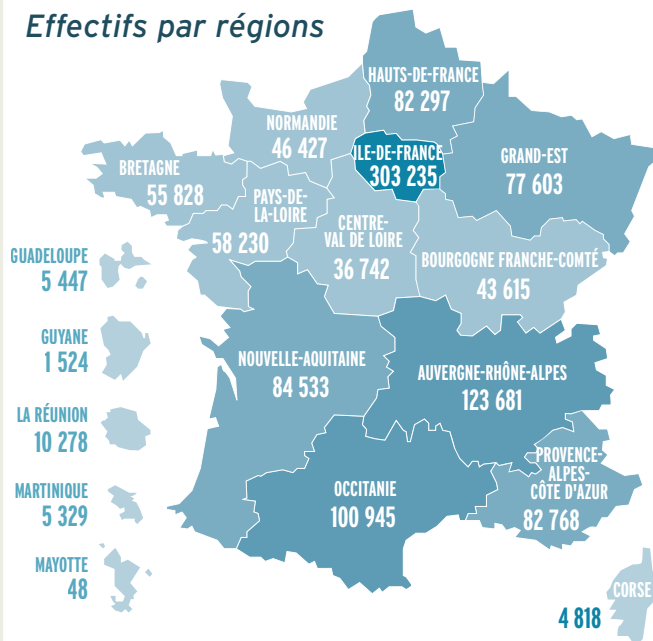 Effectifs par régions
HAUTS-DE-FRANCE
82 297
NORMANDIE
46 427
ILE-DE-FRANCE
303 235
GRAND-EST
77 603
BRETAGNE
55 828
PAYS-DE-
LA-LOIRE
58 230
CENTRE-
VAL DE LOIRE
36 742
BOURGOGNE FRANCHE-COMTÉ
43 615
GUADELOUPE
5 447
GUYANE
1 524
NOUVELLE-AQUITAINE
84 533
AUVERGNE-RHÔNE-ALPES
123 681
LA RÉUNION
10 278
MARTINIQUE
5 329
OCCITANIE
100 945
PROVENCE-
ALPES-
CÔTE D'AZUR
82 768
MAYOTTE
48
CORSE
4 818